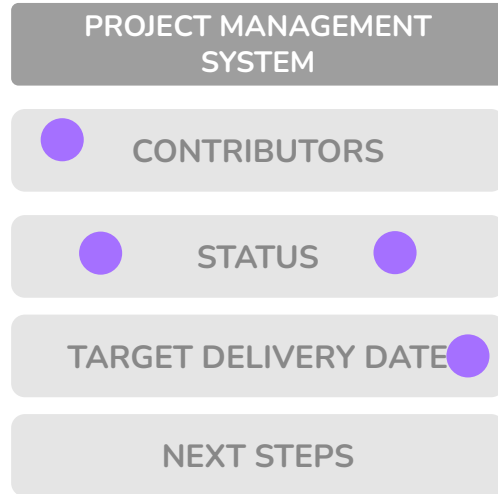 PROJECT MANAGEMENT
SYSTEM
CONTRIBUTORS
STATUS
TARGET DELIVERY DATE
NEXT STEPS